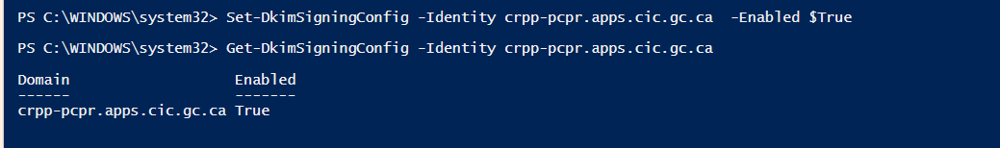 PS C:\WINDOWS\system32> Set-DkimSigningConfig -Identity crpp-pcpr.apps.cic.gc.ca  -Enabled $True
PS C:\WINDOWS\system32> Get-DkimSigningConfig -Identity crpp-pcpr.apps.cic.gc.ca
Domain                   Enabled
------                   -------
crpp-pcpr.apps.cic.gc.ca True